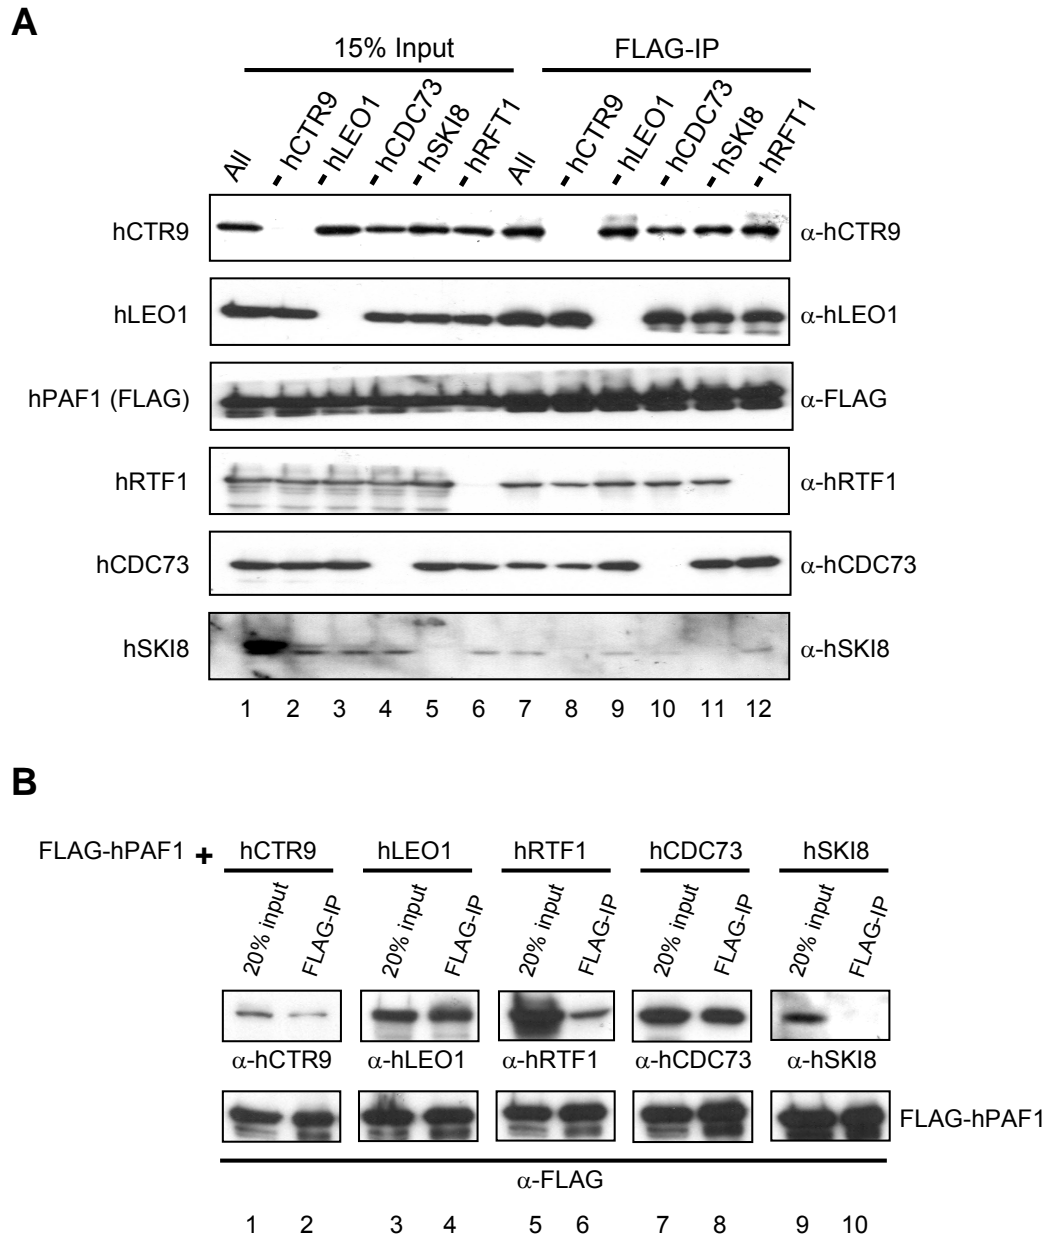 A
15% Input FLAG-IP
All - hCTR9 - hLEO1 - hCDC73 - hSKI8 - hRFT1 All - hCTR9 - hLEO1 - hCDC73 - hSKI8 - hRFT1
hCTR9 α-hCTR9
hLEO1 α-hLEO1
hPAF1 (FLAG) α-FLAG
hRTF1 α-hRTF1
hCDC73 α-hCDC73
hSKI8 α-hSKI8
1 2 3 4 5 6 7 8 9 10 11 12
B
FLAG-hPAF1 + hCTR9 hLEO1 hRTF1 hCDC73 hSKI8
20% input FLAG-IP 20% input FLAG-IP 20% input FLAG-IP 20% input FLAG-IP 20% input FLAG-IP
α-hCTR9 α-hLEO1 α-hRTF1 α-hCDC73 α-hSKI8
FLAG-hPAF1
α-FLAG
1 2 3 4 5 6 7 8 9 10